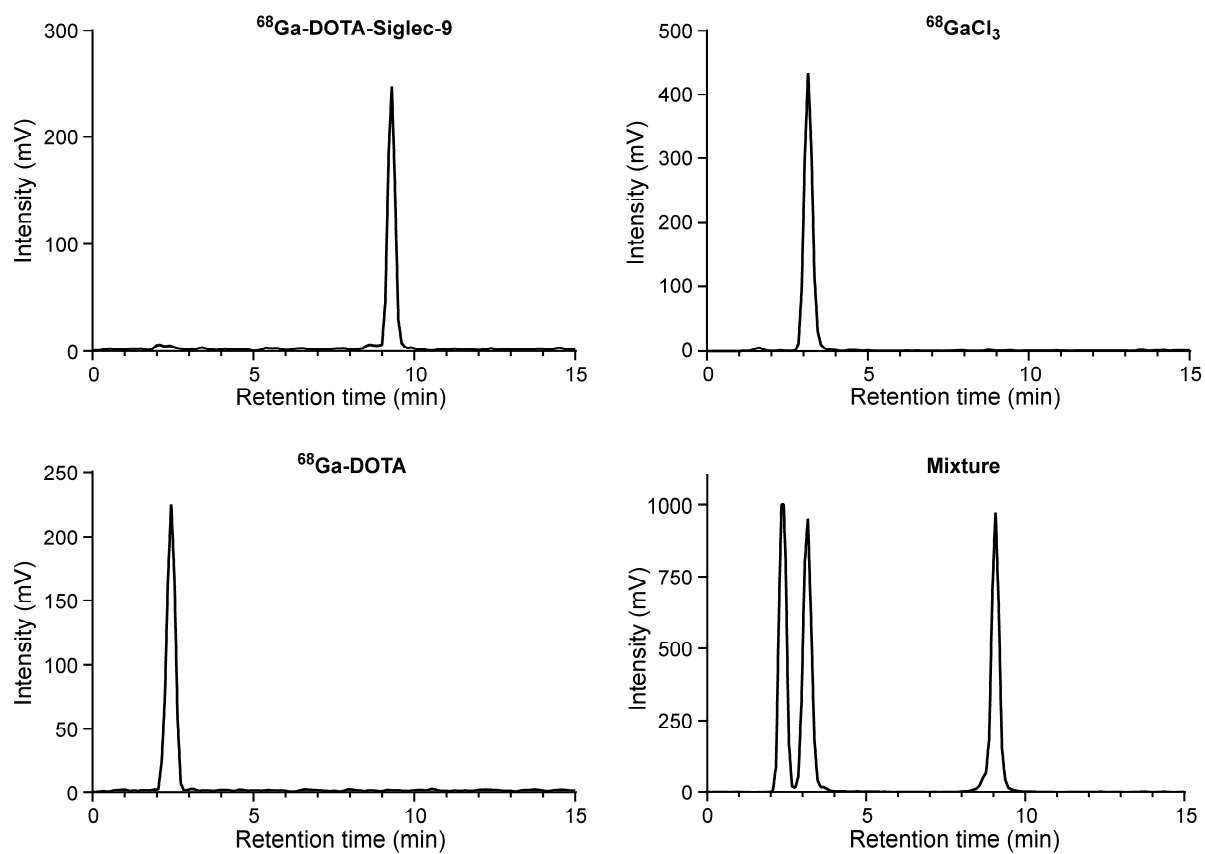 ⁶⁸Ga-DOTA-Siglec-9
300
200
100
0
Intensity (mV)
0 5 10 15
Retention time (min)
⁶⁸GaCl₃
500
400
300
200
100
0
Intensity (mV)
0 5 10 15
Retention time (min)
⁶⁸Ga-DOTA
250
200
150
100
50
0
Intensity (mV)
0 5 10 15
Retention time (min)
Mixture
1000
750
500
250
0
Intensity (mV)
0 5 10 15
Retention time (min)